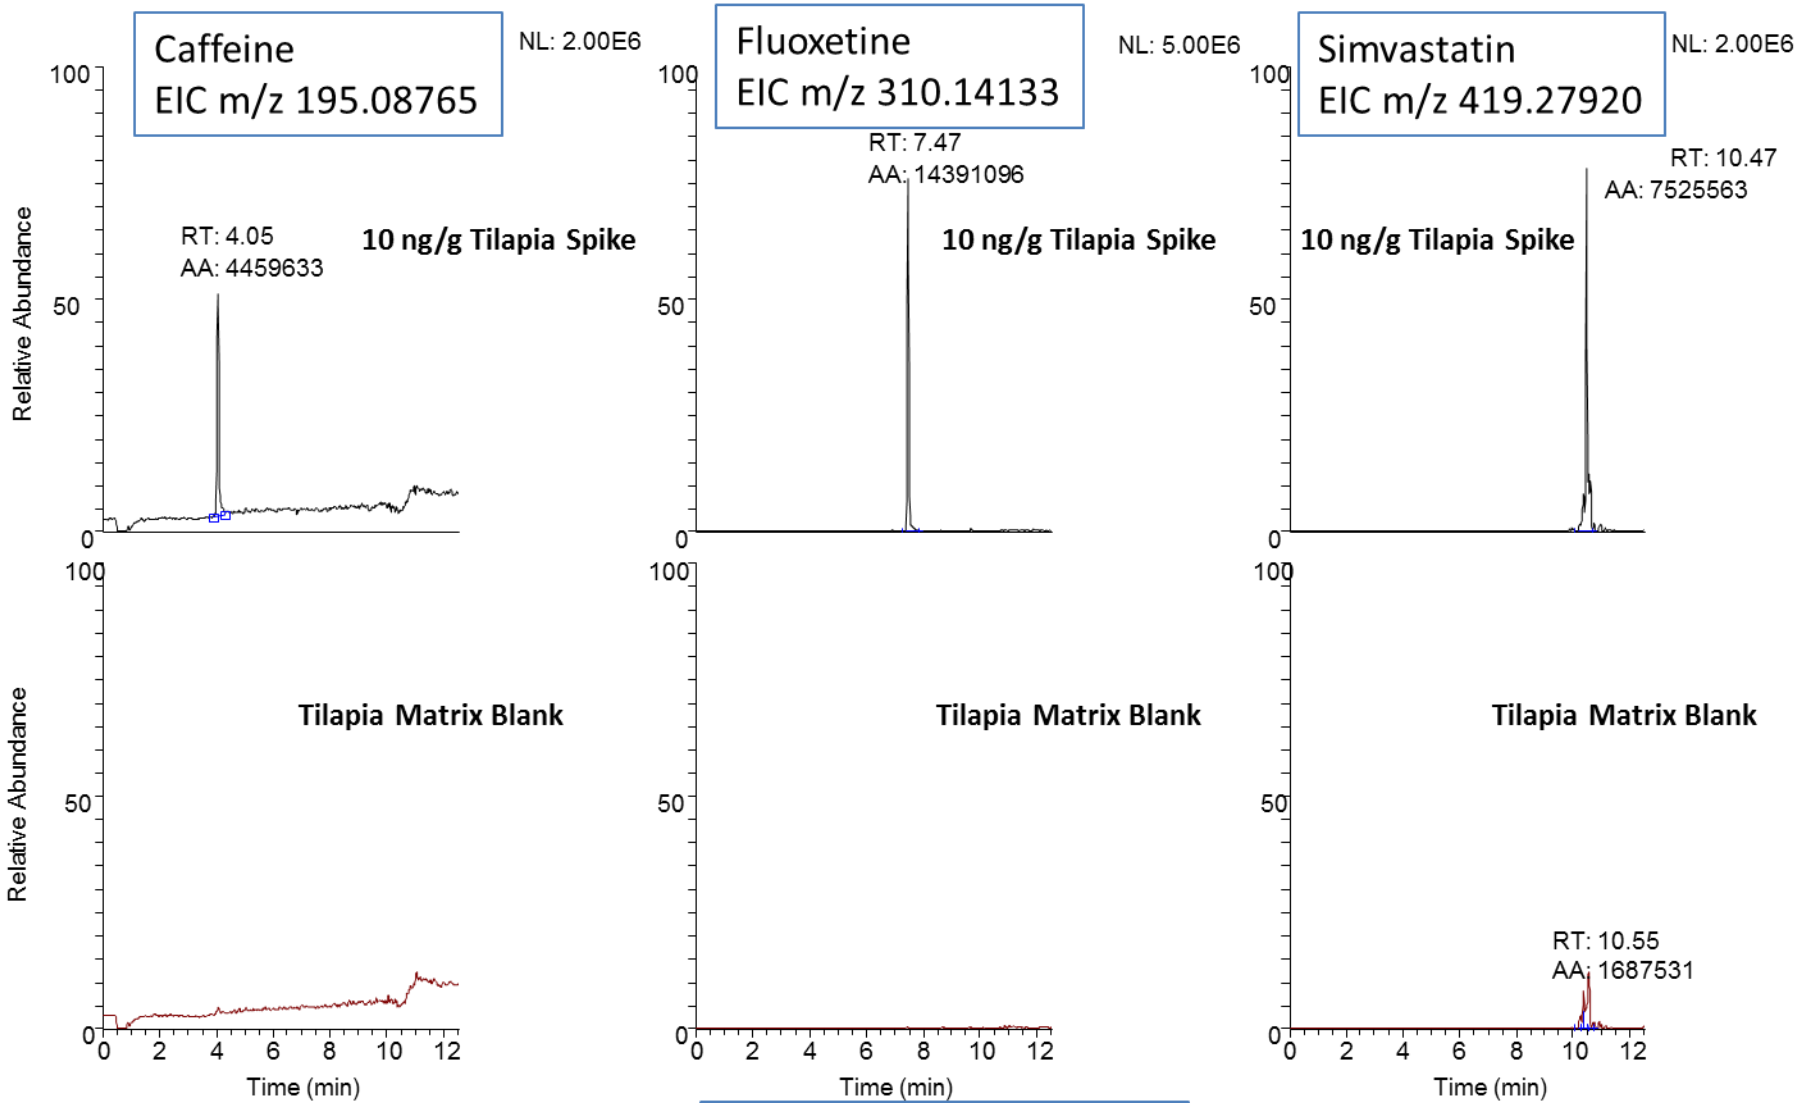 Caffeine
EIC m/z 195.08765
NL: 2.00E6
100
RT: 4.05
AA: 4459633
10 ng/g Tilapia Spike
50
0
Relative Abundance
Fluoxetine
EIC m/z 310.14133
NL: 5.00E6
100
RT: 7.47
AA: 14391096
10 ng/g Tilapia Spike
50
0
Simvastatin
EIC m/z 419.27920
NL: 2.00E6
100
RT: 10.47
AA: 7525563
10 ng/g Tilapia Spike
50
0
100
Tilapia Matrix Blank
50
0
Relative Abundance
0 2 4 6 8 10 12
Time (min)
100
Tilapia Matrix Blank
50
0
0 2 4 6 8 10 12
Time (min)
100
Tilapia Matrix Blank
50
RT: 10.55
AA: 1687531
0
0 2 4 6 8 10 12
Time (min)